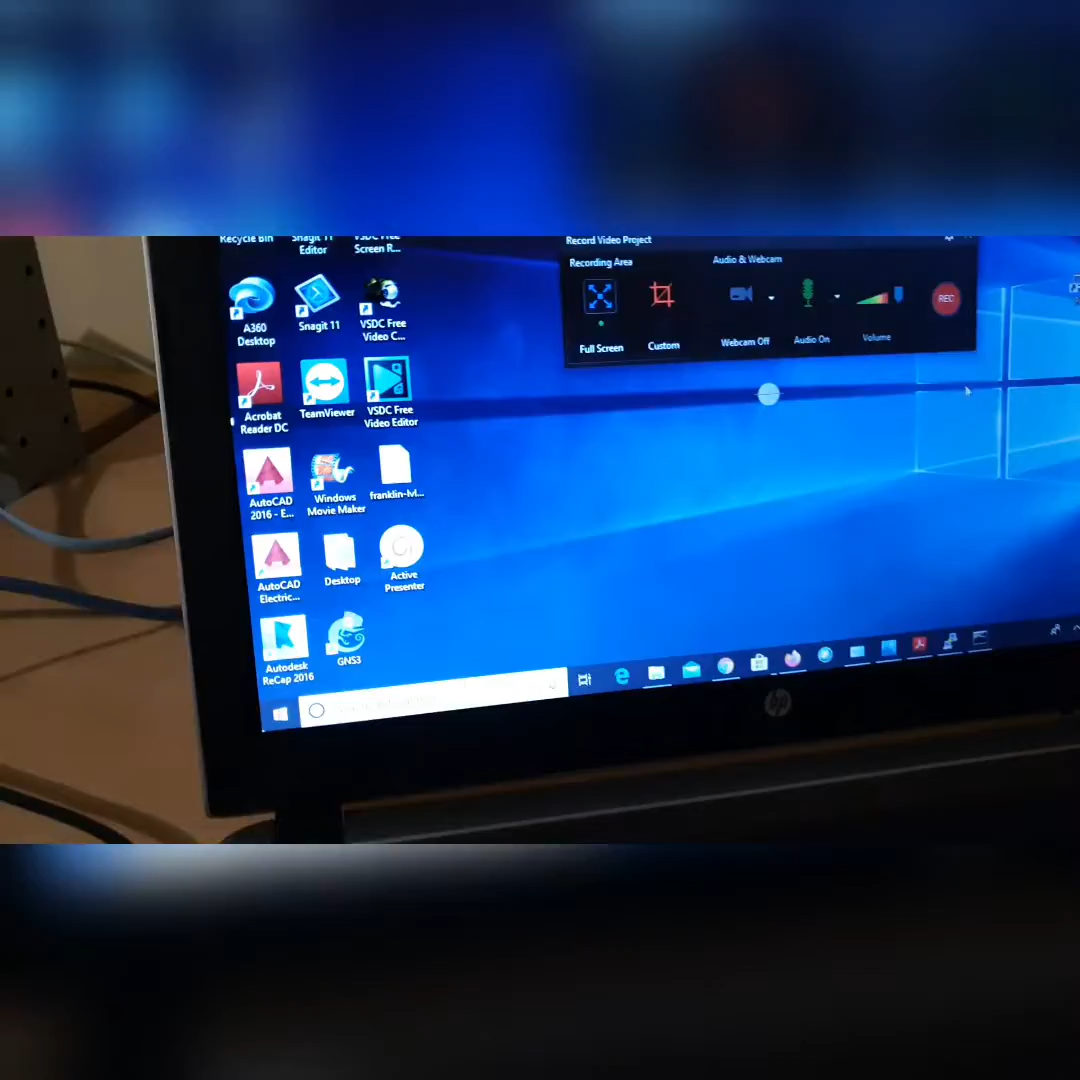 Recycle Bin
Snagit 11
Editor
VSDC Free
Screen R...
A360
Desktop
Snagit 11
VSDC Free
Video C...
Acrobat
Reader DC
TeamViewer
VSDC Free
Video Editor
AutoCAD
2016 - E...
Windows
Movie Maker
franklin-lvl...
AutoCAD
Electric...
Desktop
Active
Presenter
Autodesk
ReCap 2016
GNS3
Record Video Project
Recording Area
Audio & Webcam
REC
Full Screen
Custom
Webcam Off
Audio On
Volume
hp